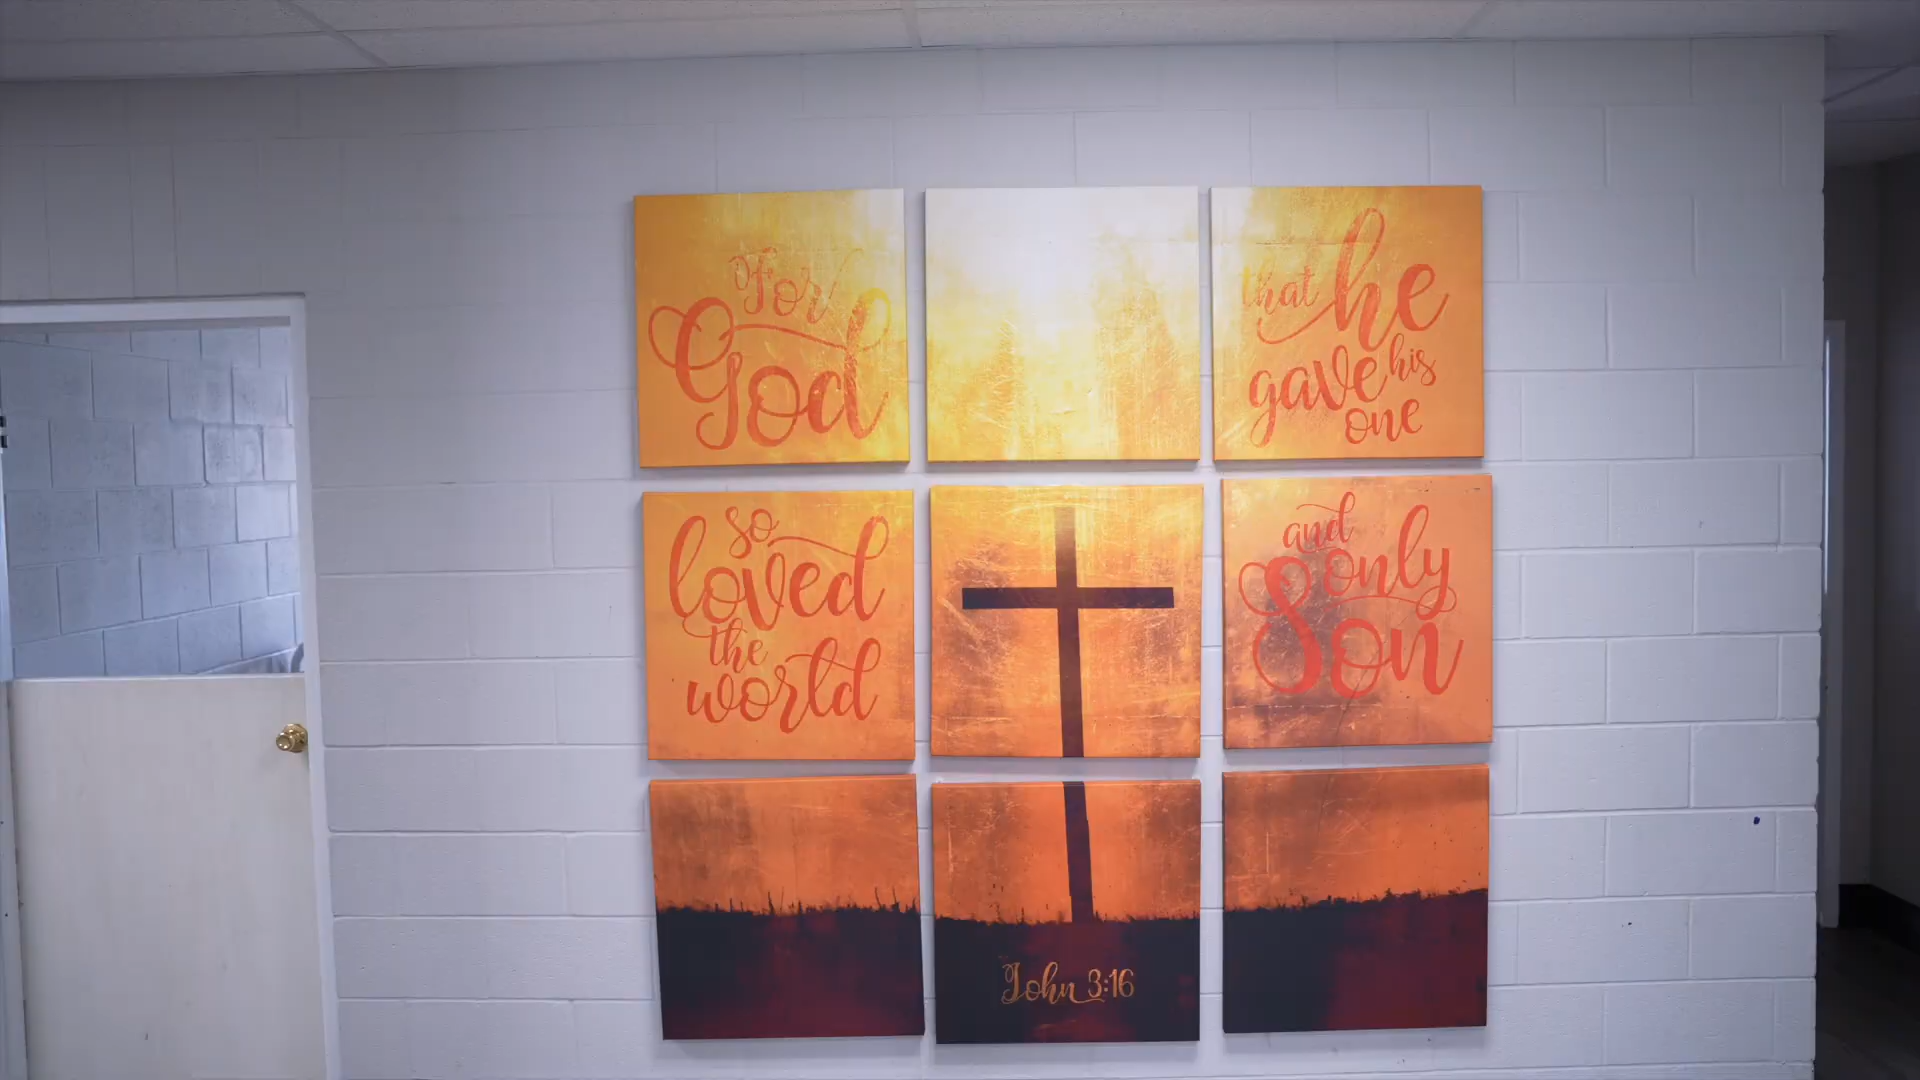 For
God
so
loved
the
world
that he
gave his
one
and
only
Son
John 3:16